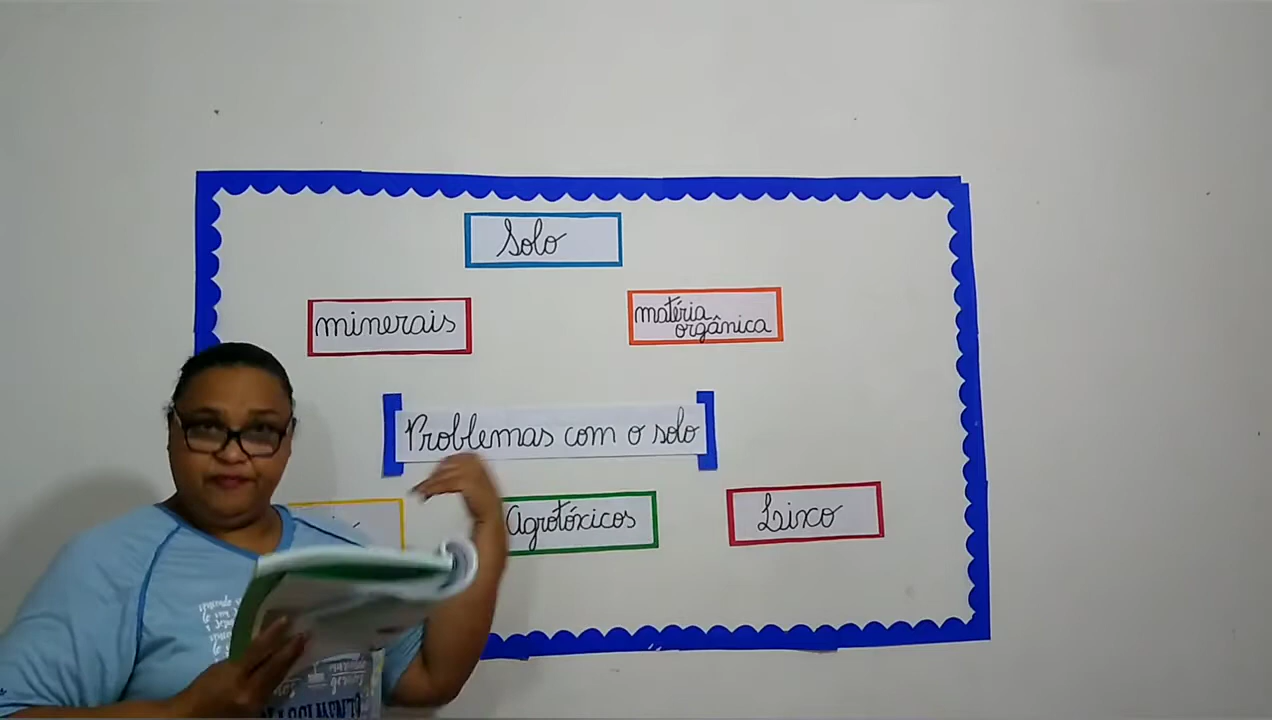 Solo
minerais
matéria
orgânica
Problemas com o solo
Agrotóxicos
Lixo